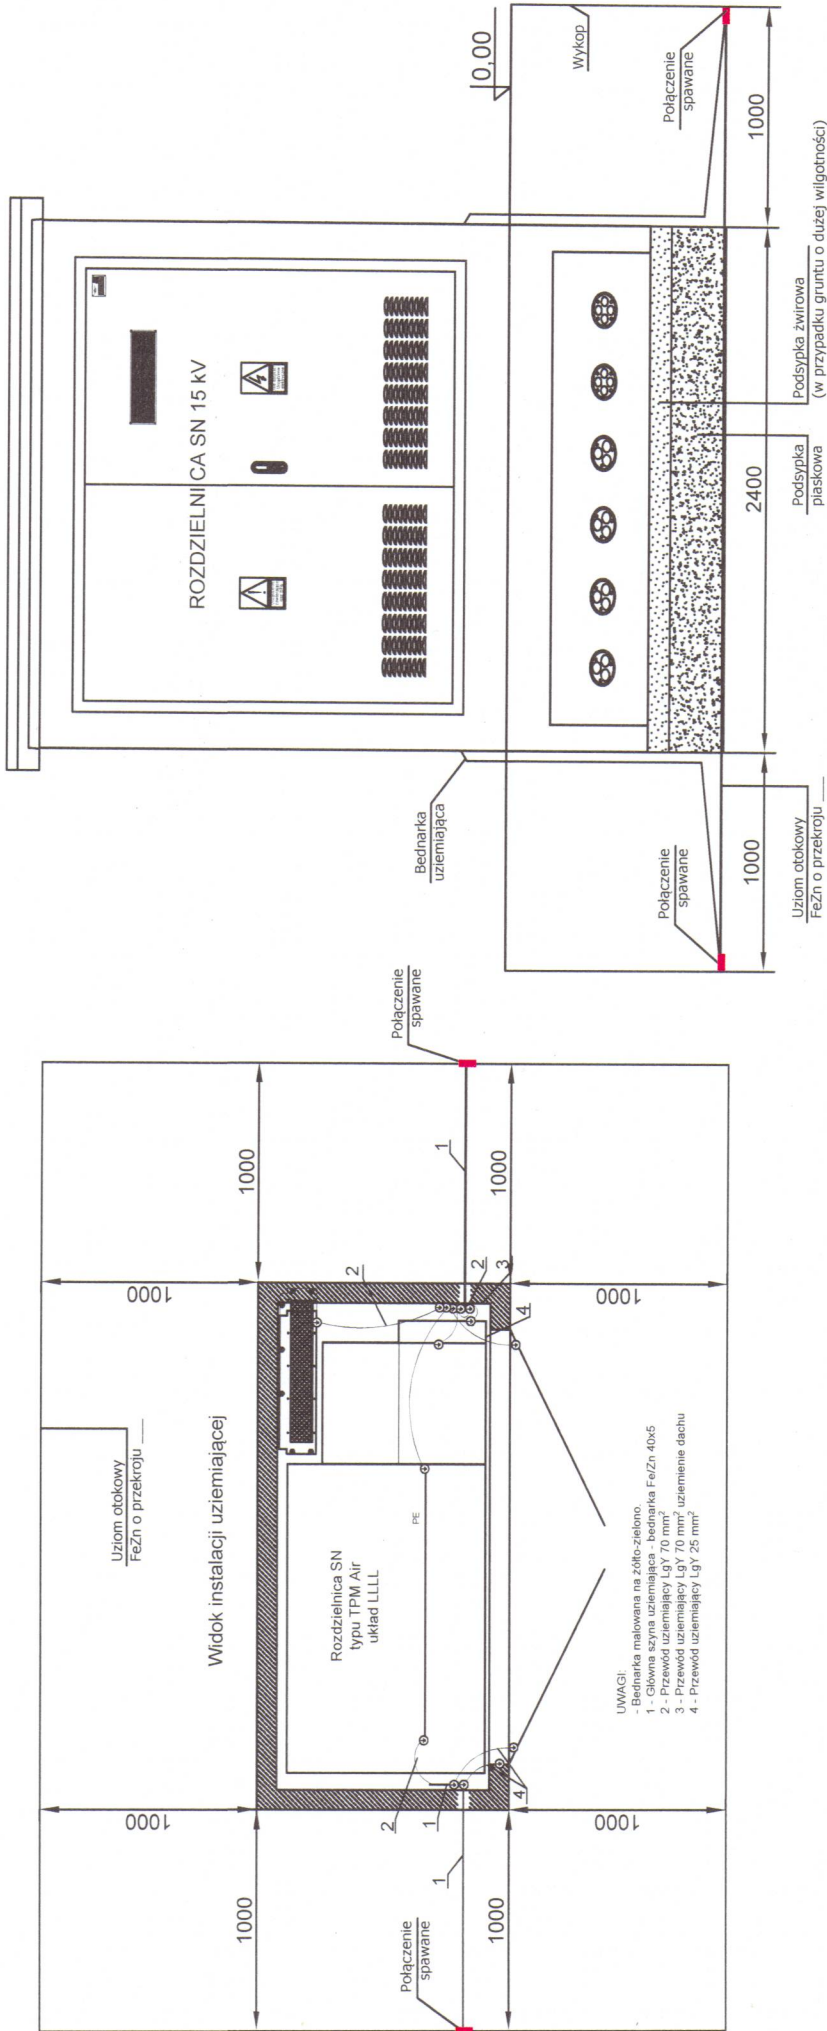 Widok instalacji uziemiającej
Uziom otokowy
FeZn o przekroju ___
1000
1000
1000
1000
1000
1000
1000
1000
Połączenie
spawane
Połączenie
spawane
Rozdzielnica SN
typu TPM Air
układ LLLL
PE
1
2
1
4
2
2
3
4
1
UWAGI:
- Bednarka malowana na żółto-zielono.
1 - Główna szyna uziemiająca - bednarka Fe/Zn 40x5
2 - Przewód uziemiający LgY 70 mm²
3 - Przewód uziemiający LgY 70 mm² uziemienie dachu
4 - Przewód uziemiający LgY 25 mm²
ROZDZIELNICA SN 15 kV
0,00
Wykop
Bednarka
uziemiająca
Połączenie
spawane
Połączenie
spawane
1000
2400
1000
Uziom otokowy
FeZn o przekroju ___
Podsypka
piaskowa
Podsypka żwirowa
(w przypadku gruntu o dużej wilgotności)